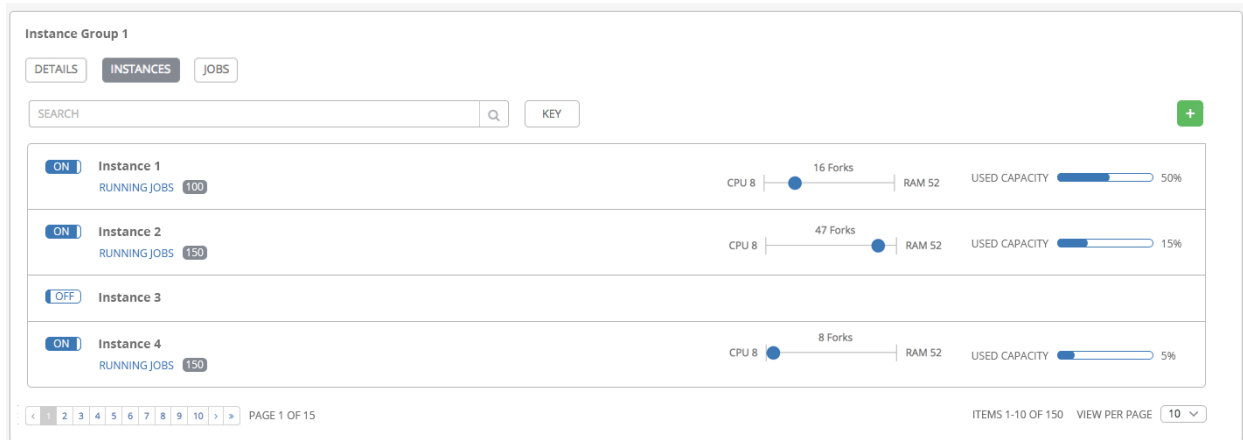 Instance Group 1
DETAILS INSTANCES JOBS
SEARCH KEY +
ON Instance 1
RUNNING JOBS 100
16 Forks
CPU 8 RAM 52 USED CAPACITY 50%
ON Instance 2
RUNNING JOBS 150
47 Forks
CPU 8 RAM 52 USED CAPACITY 15%
OFF Instance 3
ON Instance 4
RUNNING JOBS 150
8 Forks
CPU 8 RAM 52 USED CAPACITY 5%
‹ 1 2 3 4 5 6 7 8 9 10 › » PAGE 1 OF 15 ITEMS 1-10 OF 150 VIEW PER PAGE 10